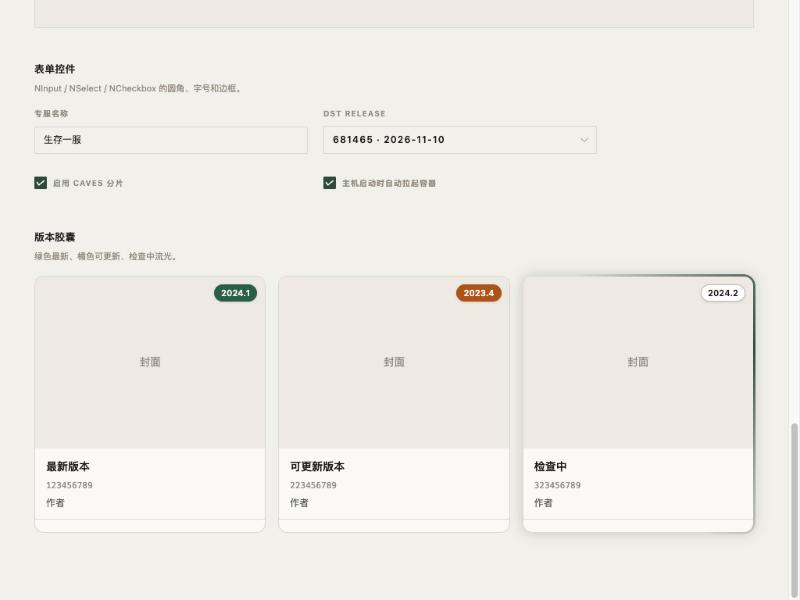 表单控件
NInput / NSelect / NCheckbox 的圆角、字号和边框。
专服名称
DST RELEASE
生存一服
681465 · 2026-11-10
启用 CAVES 分片
主机启动时自动拉起容器
版本胶囊
绿色最新、橘色可更新、检查中流光。
2024.1
2023.4
2024.2
封面
封面
封面
最新版本
可更新版本
检查中
123456789
223456789
323456789
作者
作者
作者